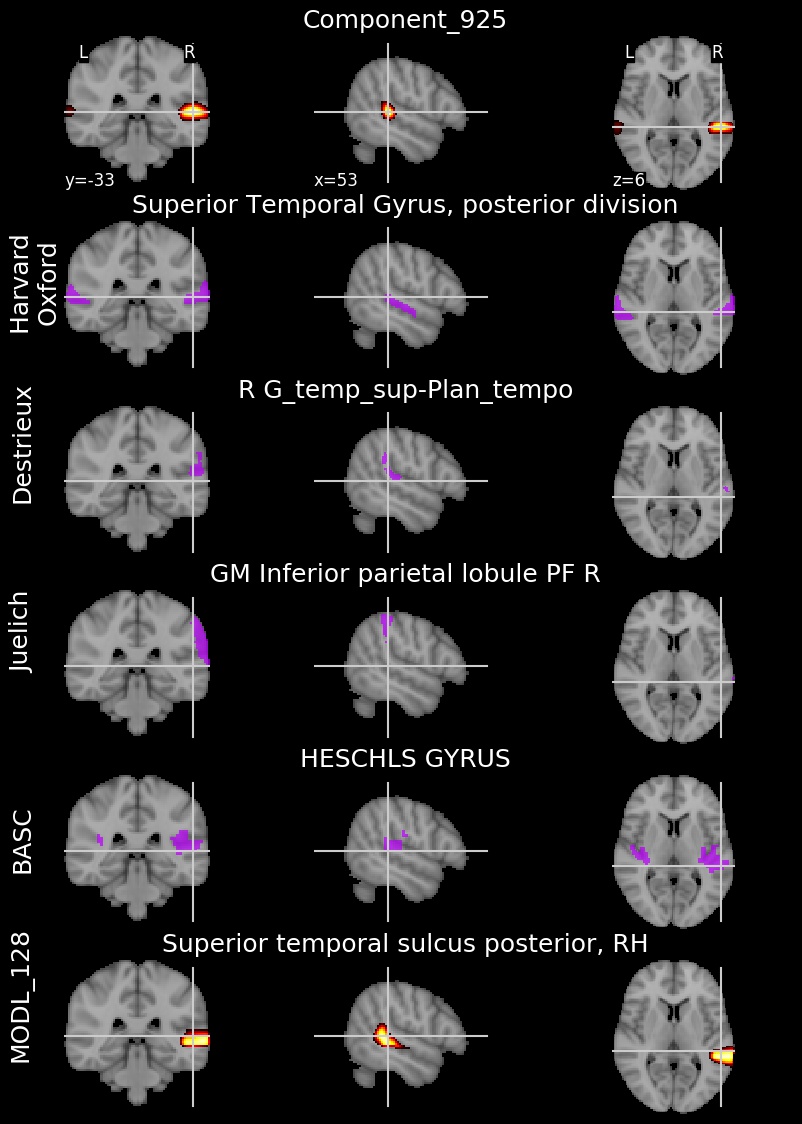 Component_925
L R
L R
y=-33
x=53
z=6
Superior Temporal Gyrus, posterior division
Harvard
Oxford
R G_temp_sup-Plan_tempo
Destrieux
GM Inferior parietal lobule PF R
Juelich
HESCHLS GYRUS
BASC
Superior temporal sulcus posterior, RH
MODL_128